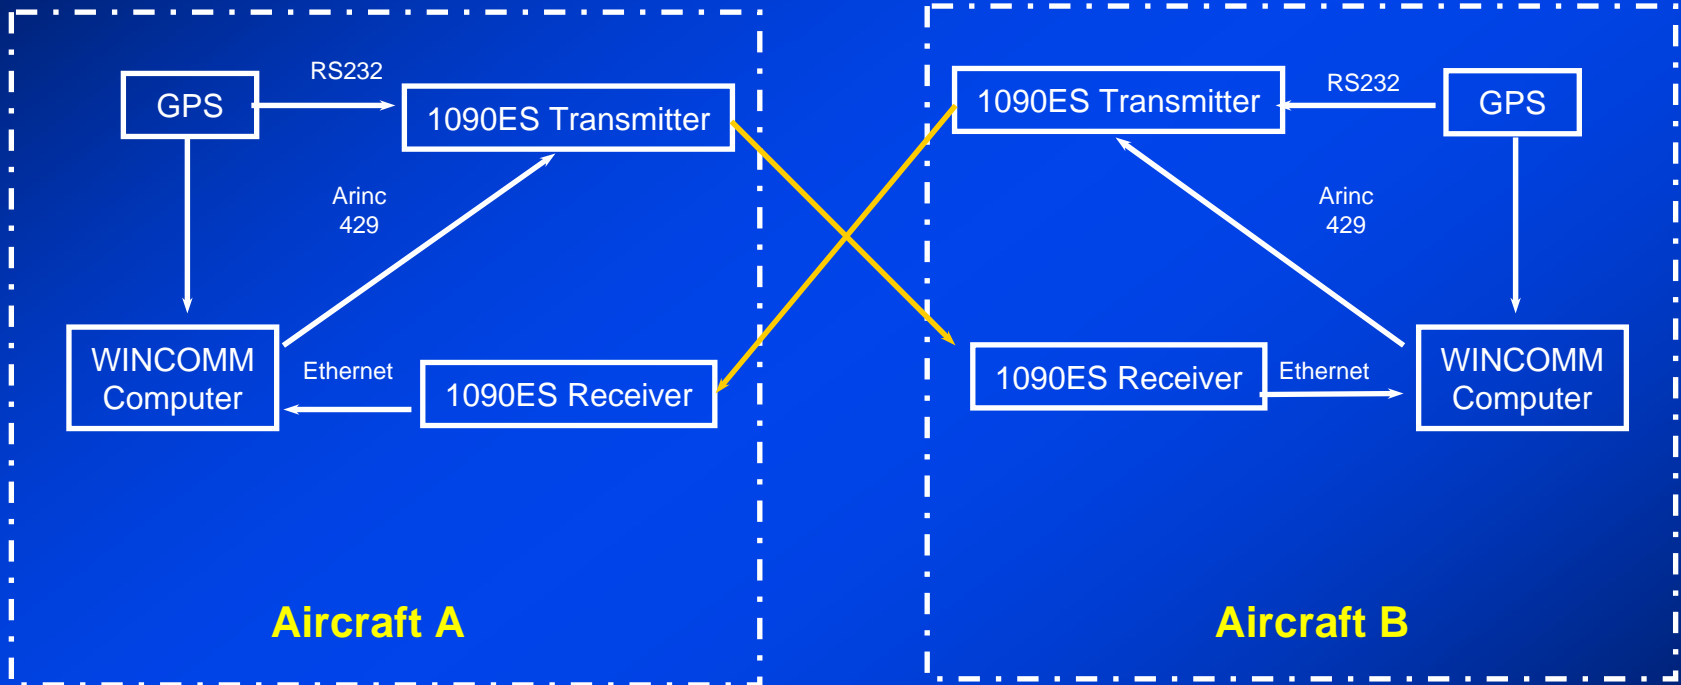 RS232
GPS
1090ES Transmitter
Arinc
429
WINCOMM
Computer
Ethernet
1090ES Receiver
Aircraft A
1090ES Transmitter
RS232
GPS
Arinc
429
1090ES Receiver
Ethernet
WINCOMM
Computer
Aircraft B